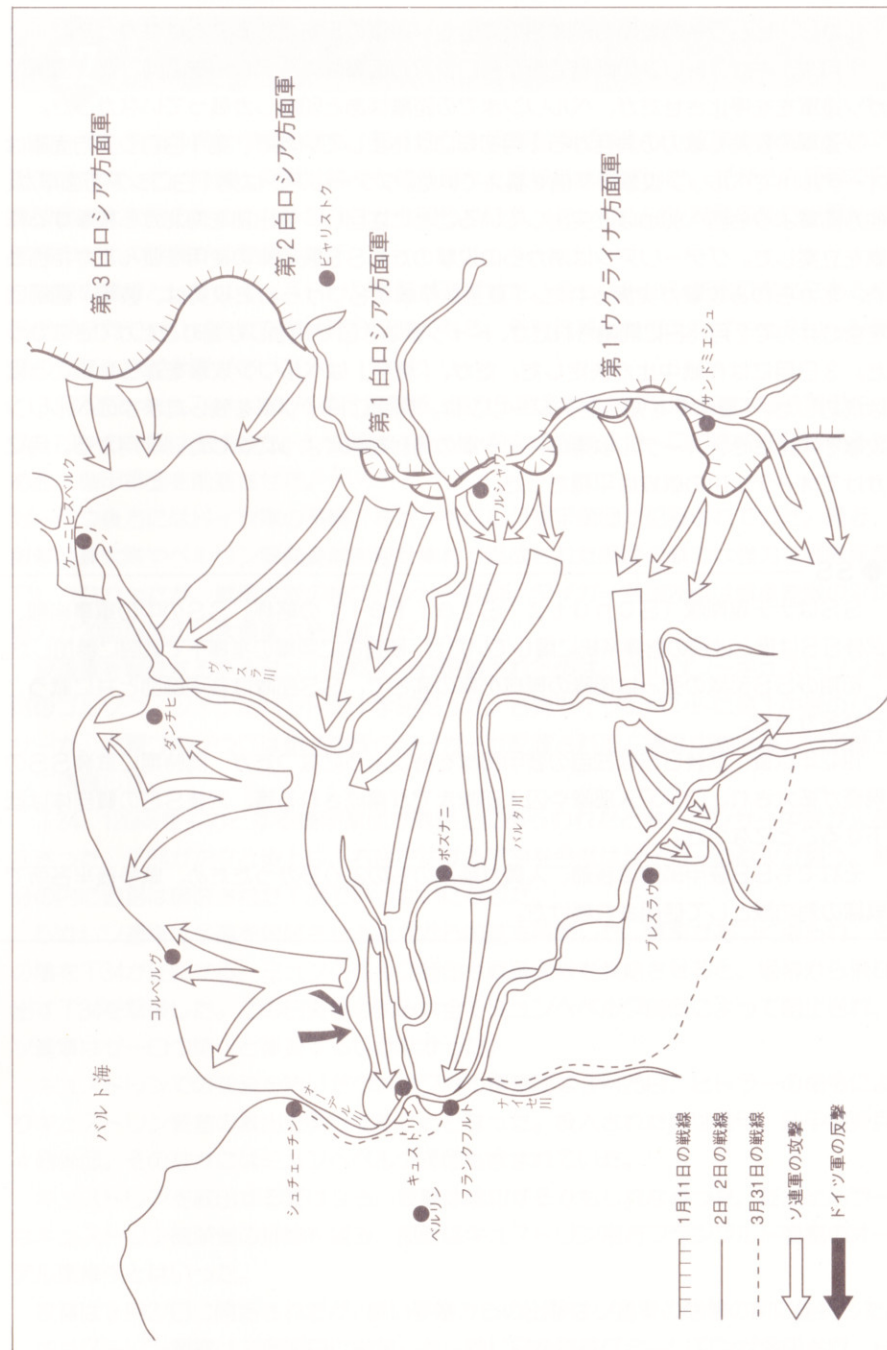 第3白ロシア方面軍
第2白ロシア方面軍
ビヤリストク
第1白ロシア方面軍
第1ウクライナ方面軍
サンドミエシュ
ワルシャワ
ケーニヒスベルグ
ヴィス
ラ川
ダンチヒ
ポズナニ
バルタ川
ブレスラウ
コルベルグ
バルト海
オーデル川
シュチェーチン
キュストリン
フランクフルト
ナイセ
川
ベルリン
1月11日の戦線
2日 2日の戦線
3月31日の戦線
ソ連軍の攻撃
ドイツ軍の反撃